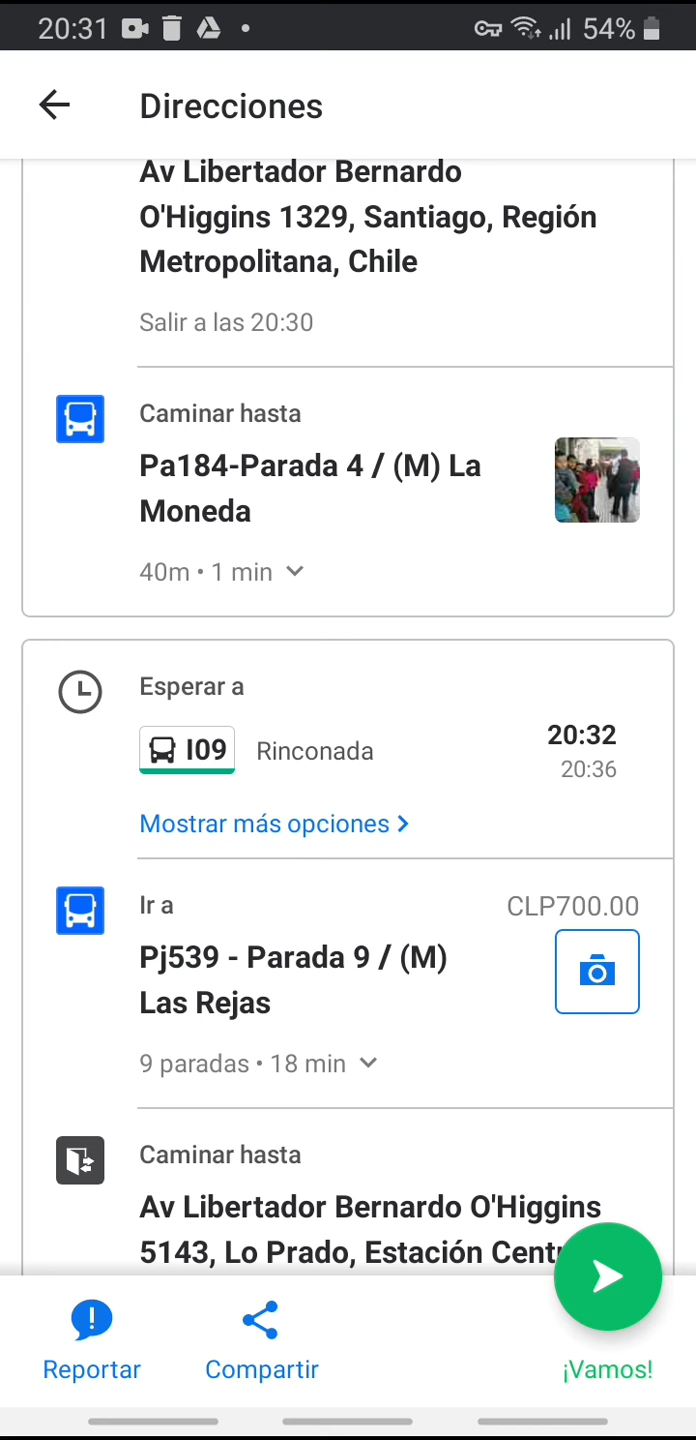 20:31
54%
Direcciones
Av Libertador Bernardo
O'Higgins 1329, Santiago, Región
Metropolitana, Chile
Salir a las 20:30
Caminar hasta
Pa184-Parada 4 / (M) La
Moneda
40m • 1 min
Esperar a
I09 Rinconada 20:32
20:36
Mostrar más opciones
Ir a CLP700.00
Pj539 - Parada 9 / (M)
Las Rejas
9 paradas • 18 min
Caminar hasta
Av Libertador Bernardo O'Higgins
5143, Lo Prado, Estación
Reportar Compartir ¡Vamos!